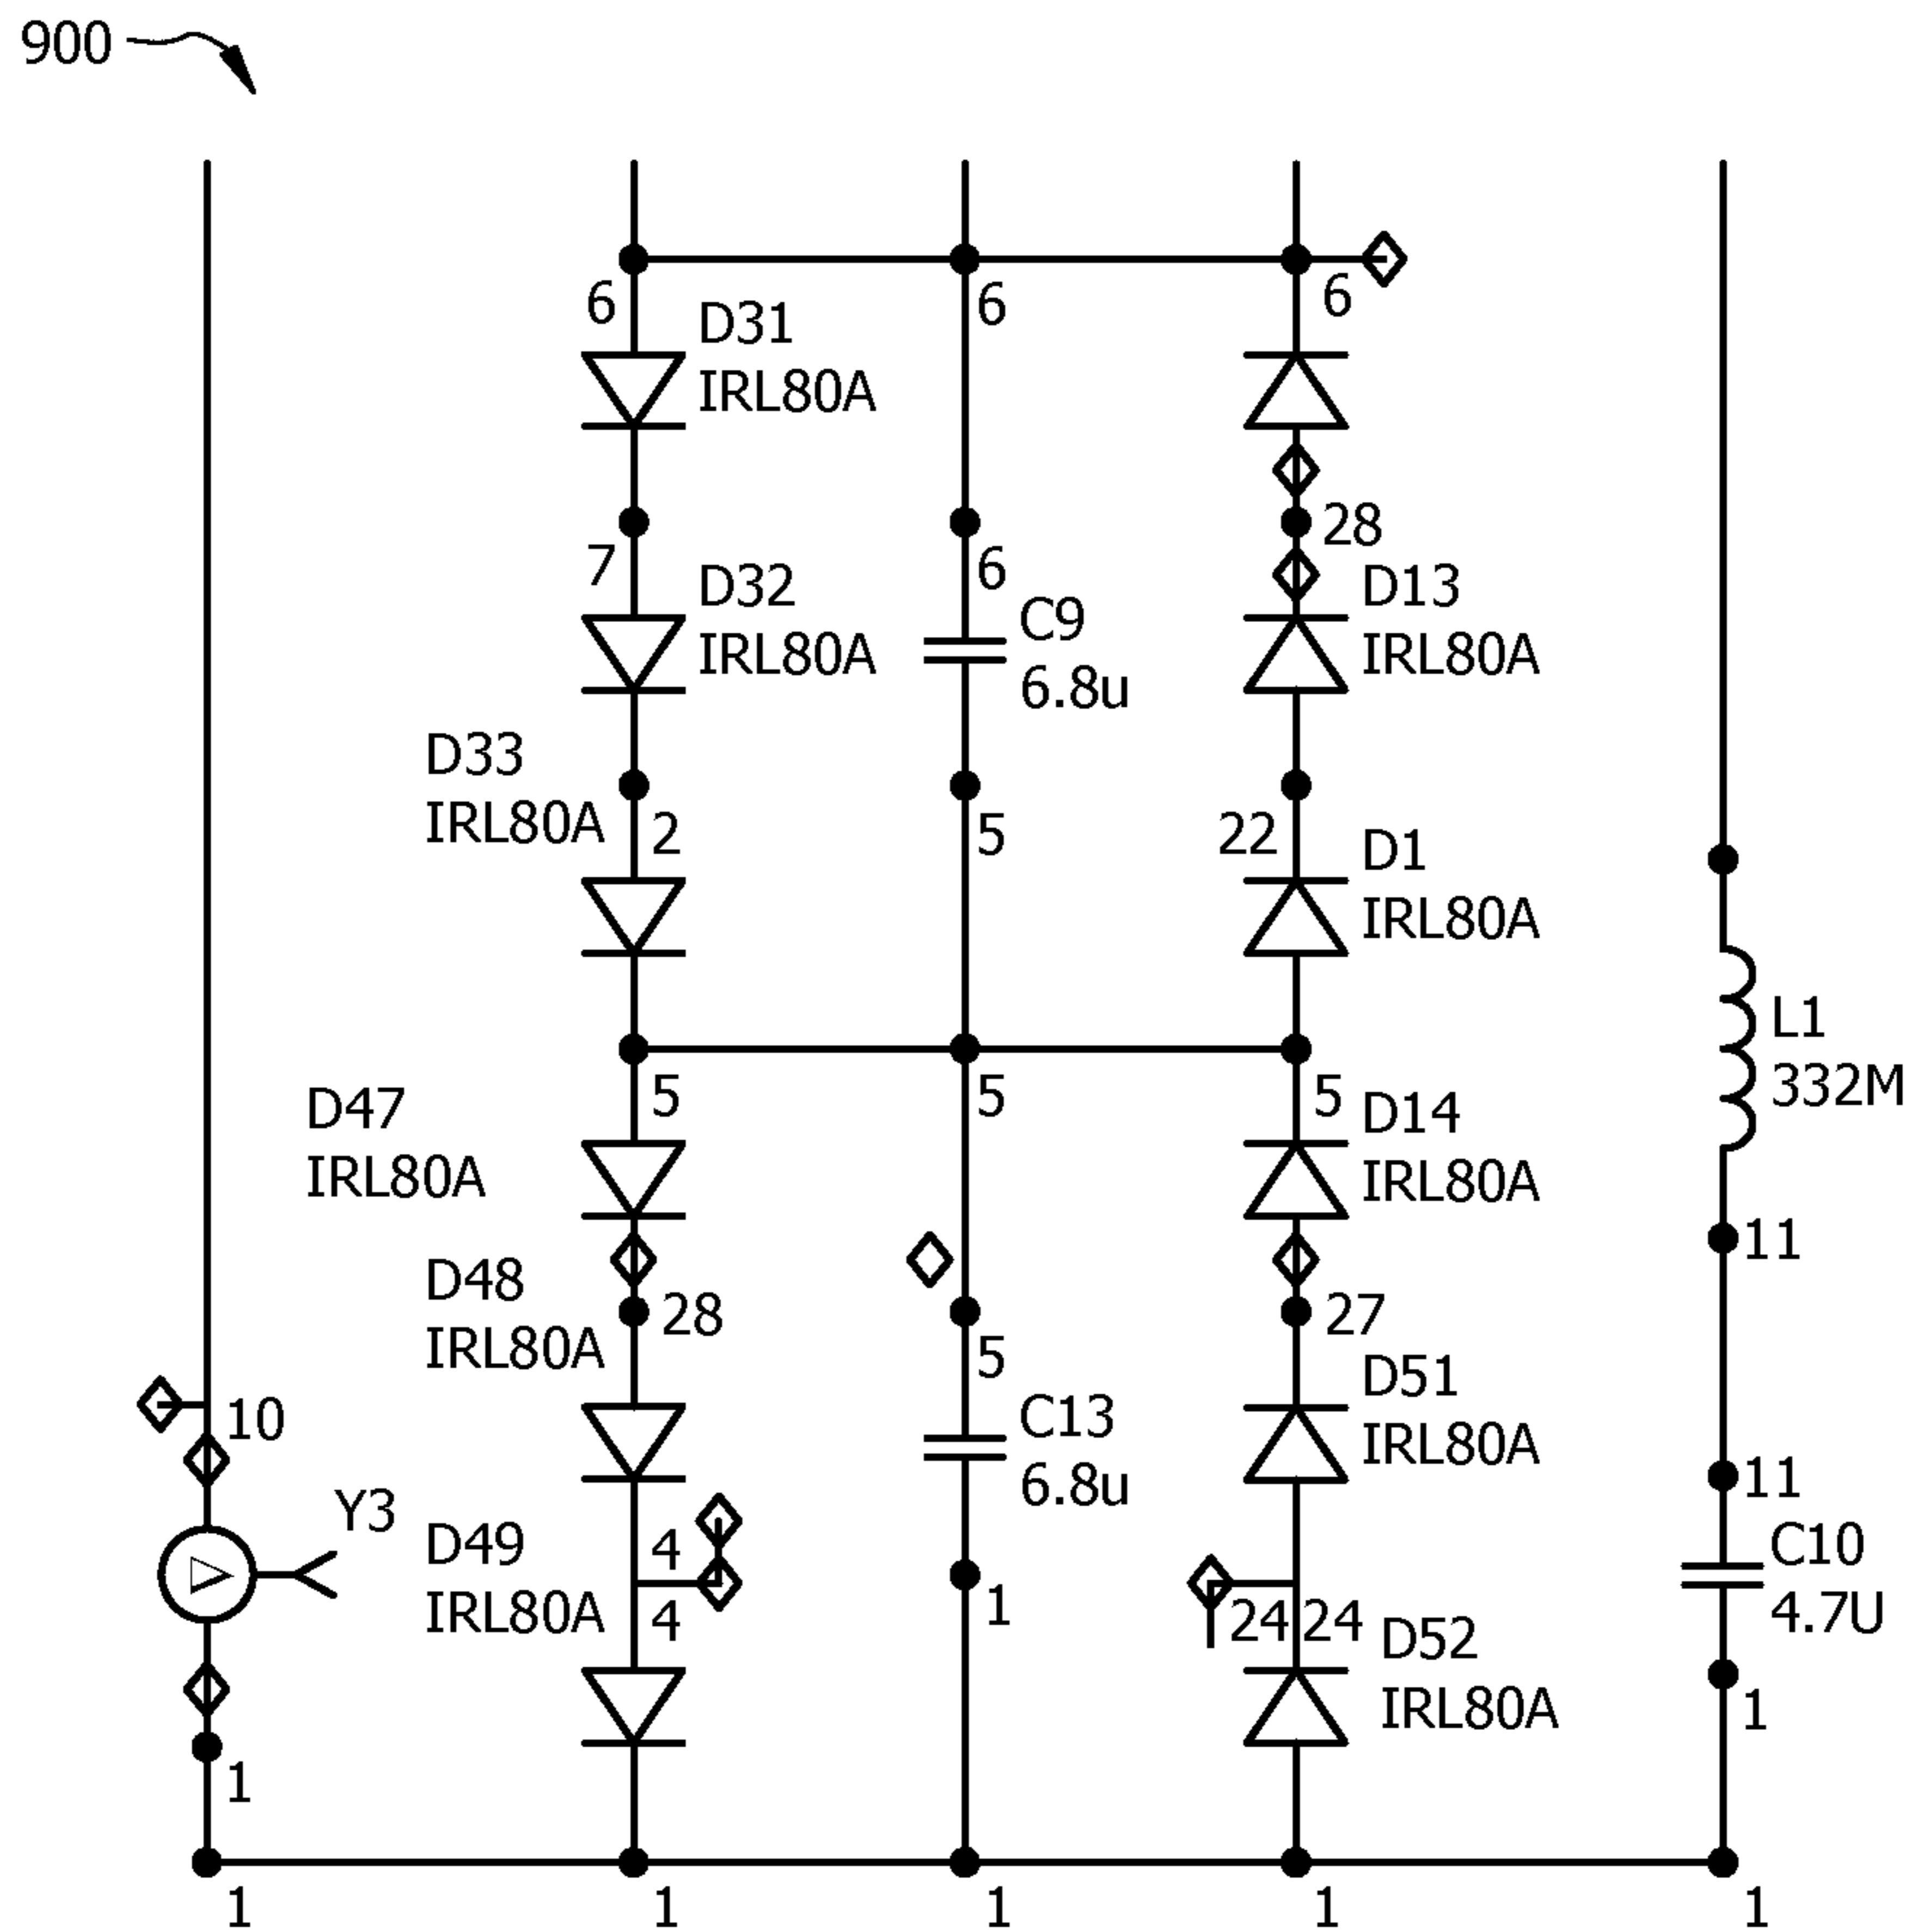 900
6
D31
IRL80A
6
6
7
D32
IRL80A
6
C9
6.8u
28
D13
IRL80A
D33
IRL80A
2
5
22
D1
IRL80A
L1
332M
D47
IRL80A
5
5
5
D14
IRL80A
11
D48
IRL80A
28
5
27
D51
IRL80A
10
C13
6.8u
11
Y3
D49
IRL80A
4
4
1
24
24
D52
IRL80A
C10
4.7U
1
1
1
1
1
1
1